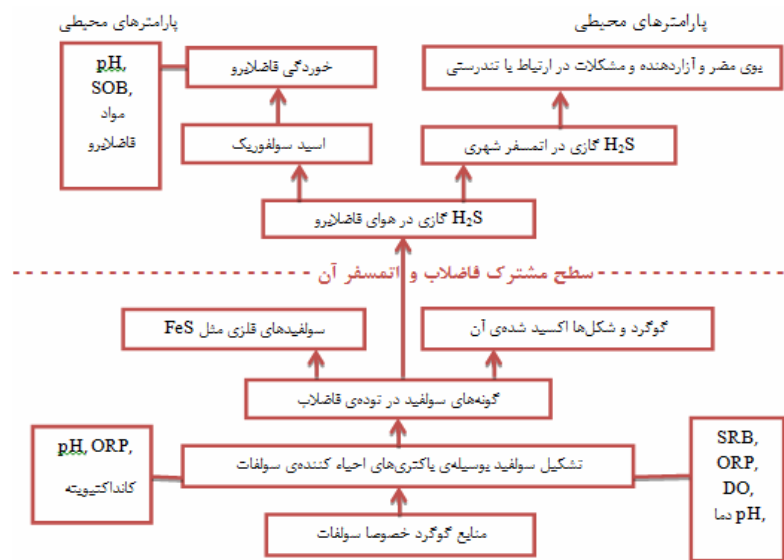 پارامترهای محیطی
پارامترهای محیطی
بوی مضر و آزاردهنده و مشکلات در ارتباط با تندرستی
خوردگی فاضلابرو
pH,
SOB,
مواد
فاضلابرو
H₂S گازی در اتمسفر شهری
اسید سولفوریک
H₂S گازی در هوای فاضلابرو
سطح مشترک فاضلاب و اتمسفر آن
گوگرد و شکل‌ها اکسید شده‌ی آن
سولفیدهای فلزی مثل FeS
گونه‌های سولفید در توده‌ی فاضلاب
SRB,
ORP,
DO,
pH دما,
تشکیل سولفید بوسیله‌ی باکتری‌های احیاء کننده‌ی سولفات
pH, ORP,
کانداکتیویته
منابع گوگرد خصوصا سولفات